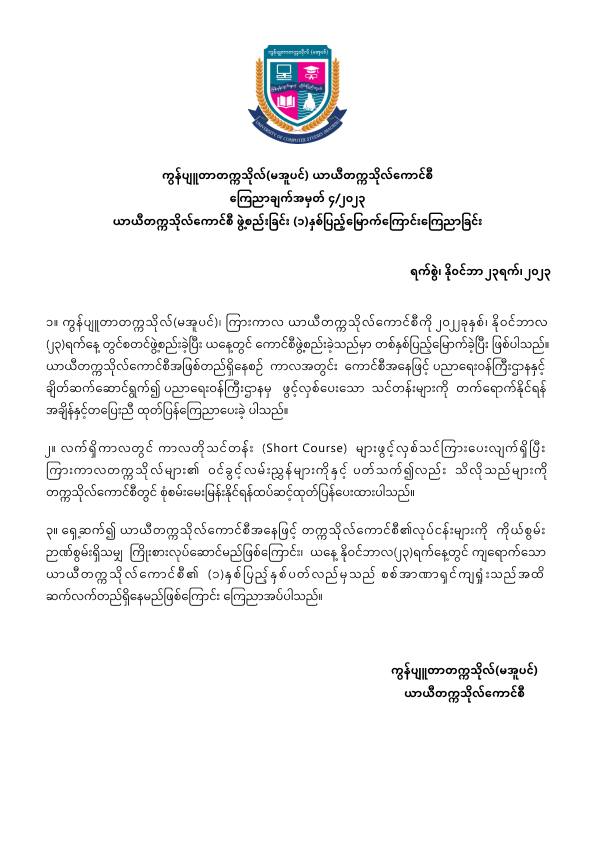 ကွန်ပျူတာတက္ကသိုလ် (မအူပင်)
UNIVERSITY OF COMPUTER STUDIES (MAUBIN)
ကွန်ပျူတာတက္ကသိုလ်(မအူပင်) ယာယီတက္ကသိုလ်ကောင်စီ
ကြေညာချက်အမှတ် ၄/၂၀၂၃
ယာယီတက္ကသိုလ်ကောင်စီ ဖွဲ့စည်းခြင်း (၁)နှစ်ပြည့်မြောက်ကြောင်းကြေညာခြင်း
ရက်စွဲ၊ နိုဝင်ဘာ ၂၃ရက်၊ ၂၀၂၃
၁။ ကွန်ပျူတာတက္ကသိုလ်(မအူပင်)၊ ကြားကာလ ယာယီတက္ကသိုလ်ကောင်စီကို ၂၀၂၂ခုနှစ်၊ နိုဝင်ဘာလ
(၂၃)ရက်နေ့ တွင်စတင်ဖွဲ့စည်းခဲ့ပြီး ယနေ့တွင် ကောင်စီဖွဲ့စည်းခဲ့သည်မှာ တစ်နှစ်ပြည့်မြောက်ခဲ့ပြီး ဖြစ်ပါသည်။
ယာယီတက္ကသိုလ်ကောင်စီအဖြစ်တည်ရှိနေစဉ် ကာလအတွင်း ကောင်စီအနေဖြင့် ပညာရေးဝန်ကြီးဌာနနှင့်
ချိတ်ဆက်ဆောင်ရွက်၍ ပညာရေးဝန်ကြီးဌာနမှ ဖွင့်လှစ်ပေးသော သင်တန်းများကို တက်ရောက်နိုင်ရန်
အချိန်နှင့်တပြေးညီ ထုတ်ပြန်ကြေညာပေးခဲ့ ပါသည်။
၂။ လက်ရှိကာလတွင် ကာလတိုသင်တန်း (Short Course) များဖွင့်လှစ်သင်ကြားပေးလျက်ရှိပြီး
ကြားကာလတက္ကသိုလ်များ၏ ဝင်ခွင့်လမ်းညွှန်များကိုနှင့် ပတ်သက်၍လည်း သိလိုသည်များကို
တက္ကသိုလ်ကောင်စီတွင် စုံစမ်းမေးမြန်းနိုင်ရန်ထပ်ဆင့်ထုတ်ပြန်ပေးထားပါသည်။
၃။ ရှေ့ဆက်၍ ယာယီတက္ကသိုလ်ကောင်စီအနေဖြင့် တက္ကသိုလ်ကောင်စီ၏လုပ်ငန်းများကို ကိုယ်စွမ်း
ဉာဏ်စွမ်းရှိသမျှ ကြိုးစားလုပ်ဆောင်မည်ဖြစ်ကြောင်း၊ ယနေ့ နိုဝင်ဘာလ(၂၃)ရက်နေ့တွင် ကျရောက်သော
ယာယီတက္ကသိုလ်ကောင်စီ၏ (၁)နှစ်ပြည့်နှစ်ပတ်လည်မှသည် စစ်အာဏာရှင်ကျရှုံးသည်အထိ
ဆက်လက်တည်ရှိနေမည်ဖြစ်ကြောင်း ကြေညာအပ်ပါသည်။
ကွန်ပျူတာတက္ကသိုလ်(မအူပင်)
ယာယီတက္ကသိုလ်ကောင်စီ